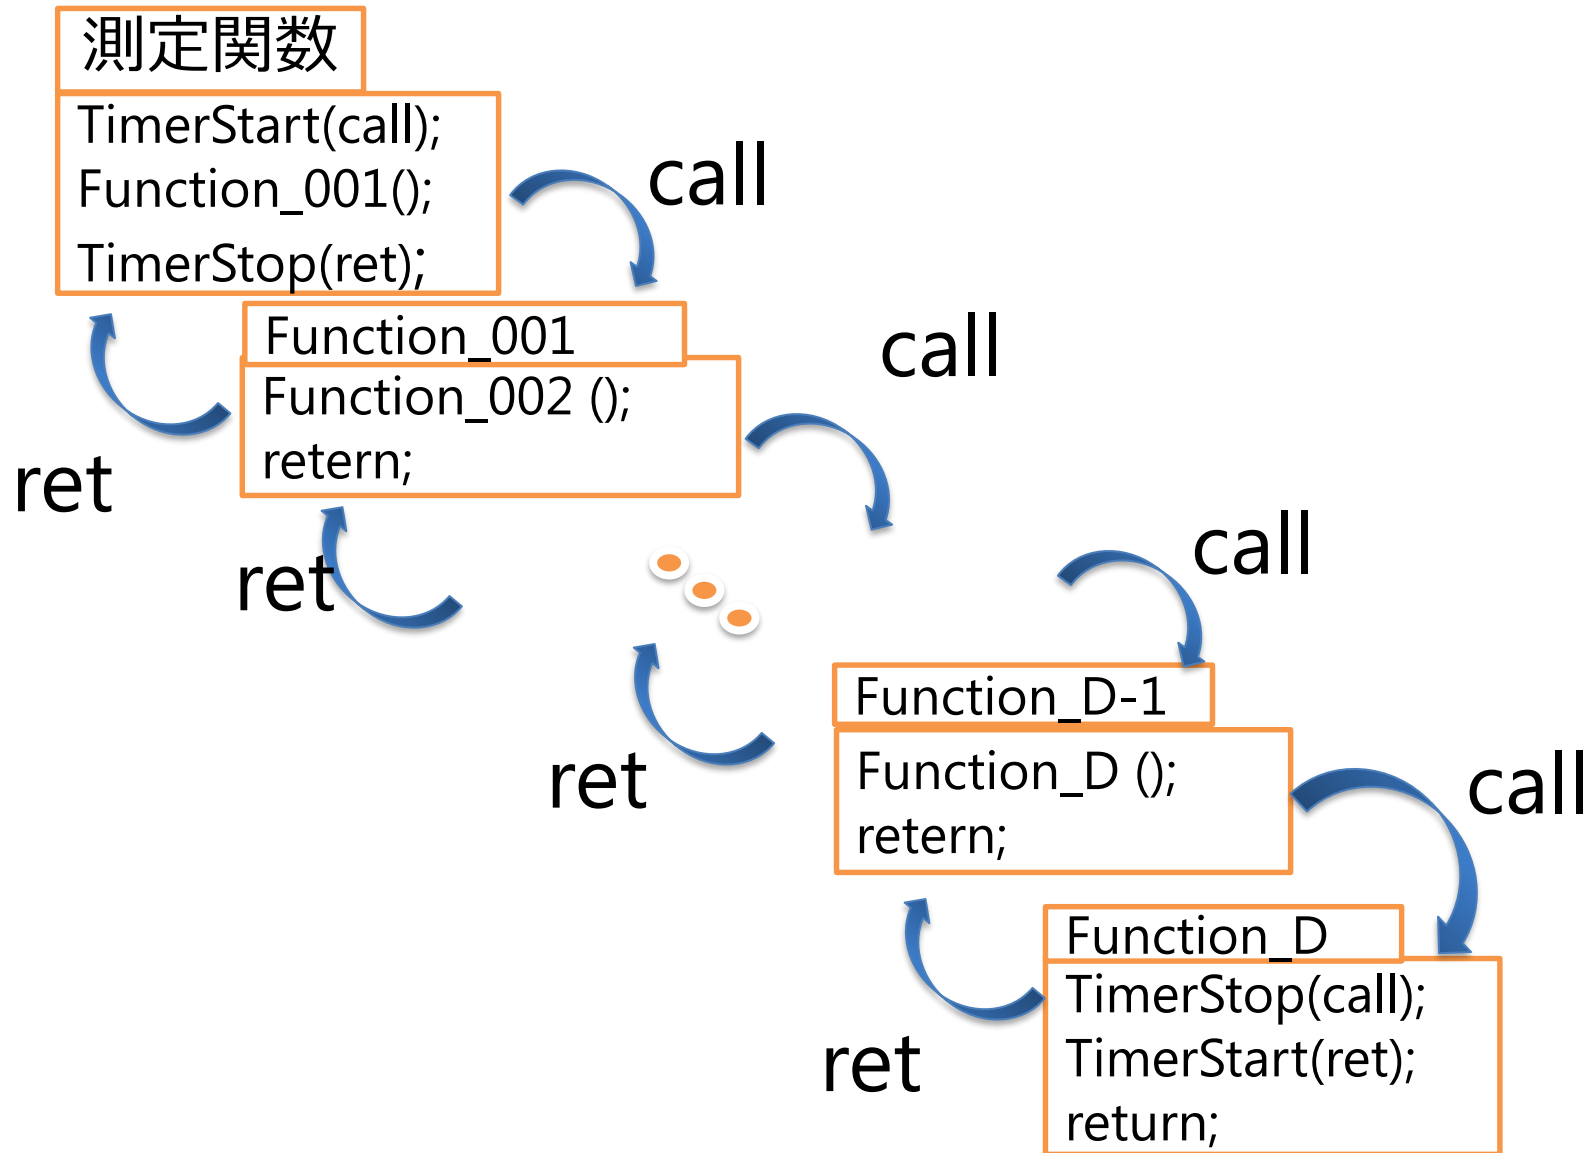 測定関数
TimerStart(call);
Function_001();
TimerStop(ret);
call
Function_001
Function_002 ();
retern;
call
ret
ret
call
Function_D-1
Function_D ();
retern;
ret
call
Function_D
TimerStop(call);
TimerStart(ret);
return;
ret